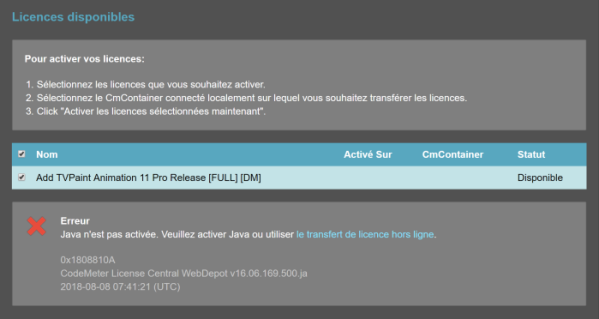 Licences disponibles
Pour activer vos licences:
1. Sélectionnez les licences que vous souhaitez activer.
2. Sélectionnez le CmContainer connecté localement sur lequel vous souhaitez transférer les licences.
3. Click "Activer les licences sélectionnées maintenant".
Nom Activé Sur CmContainer Statut
Add TVPaint Animation 11 Pro Release [FULL] [DM] Disponible
Erreur
Java n'est pas activée. Veuillez activer Java ou utiliser le transfert de licence hors ligne.
0x1808810A
CodeMeter License Central WebDepot v16.06.169.500.ja
2018-08-08 07:41:21 (UTC)